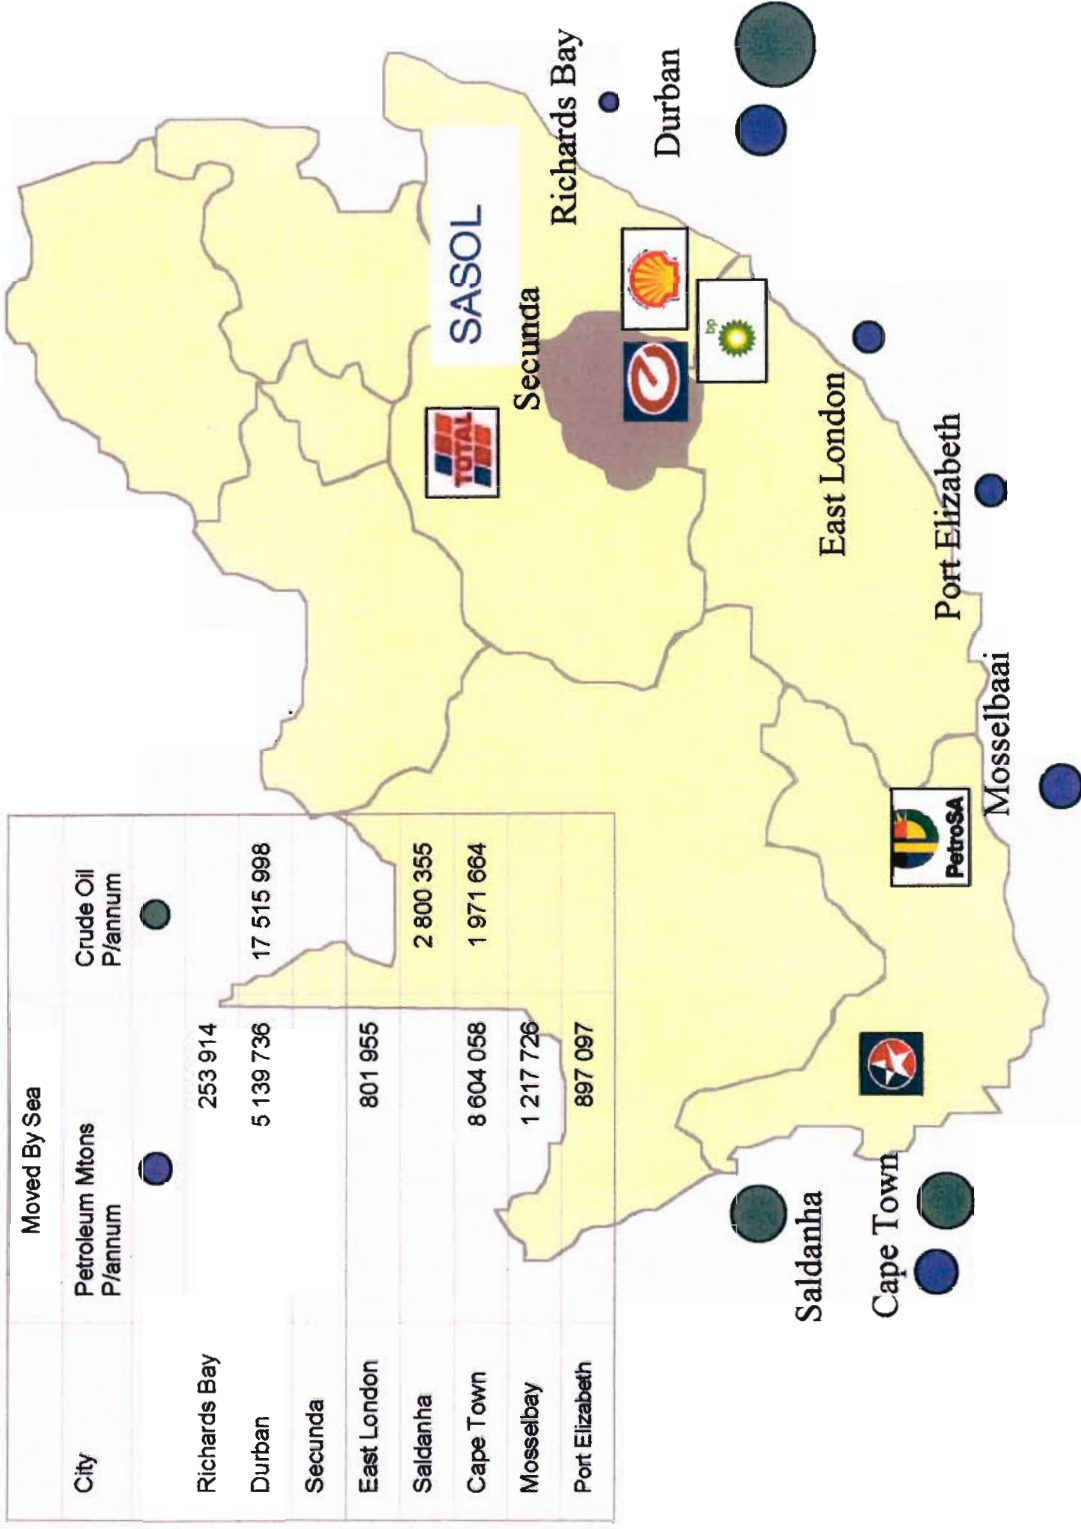 Moved By Sea
City Petroleum Mtons P/annum Crude Oil P/annum
Richards Bay 253 914
Durban 5 139 736 17 515 998
Secunda
East London 801 955
Saldanha 2 800 355
Cape Town 8 604 058 1 971 664
Mosselbay 1 217 726
Port Elizabeth 897 097
TOTAL
SASOL
Secunda
Richards Bay
Durban
bp
East London
Port Elizabeth
Mosselbaai
PetroSA
Saldanha
Cape Town